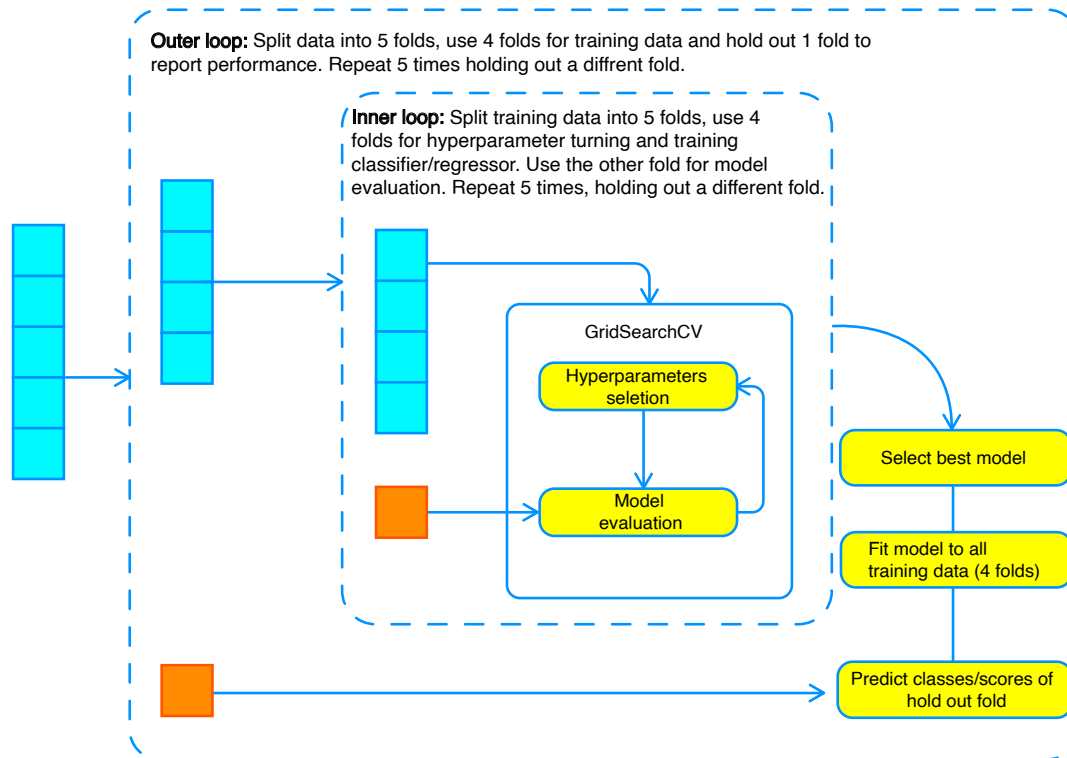 Outer loop: Split data into 5 folds, use 4 folds for training data and hold out 1 fold to
report performance. Repeat 5 times holding out a diffrent fold.
Inner loop: Split training data into 5 folds, use 4
folds for hyperparameter turning and training
classifier/regressor. Use the other fold for model
evaluation. Repeat 5 times, holding out a different fold.
GridSearchCV
Hyperparameters
seletion
Model
evaluation
Select best model
Fit model to all
training data (4 folds)
Predict classes/scores of
hold out fold